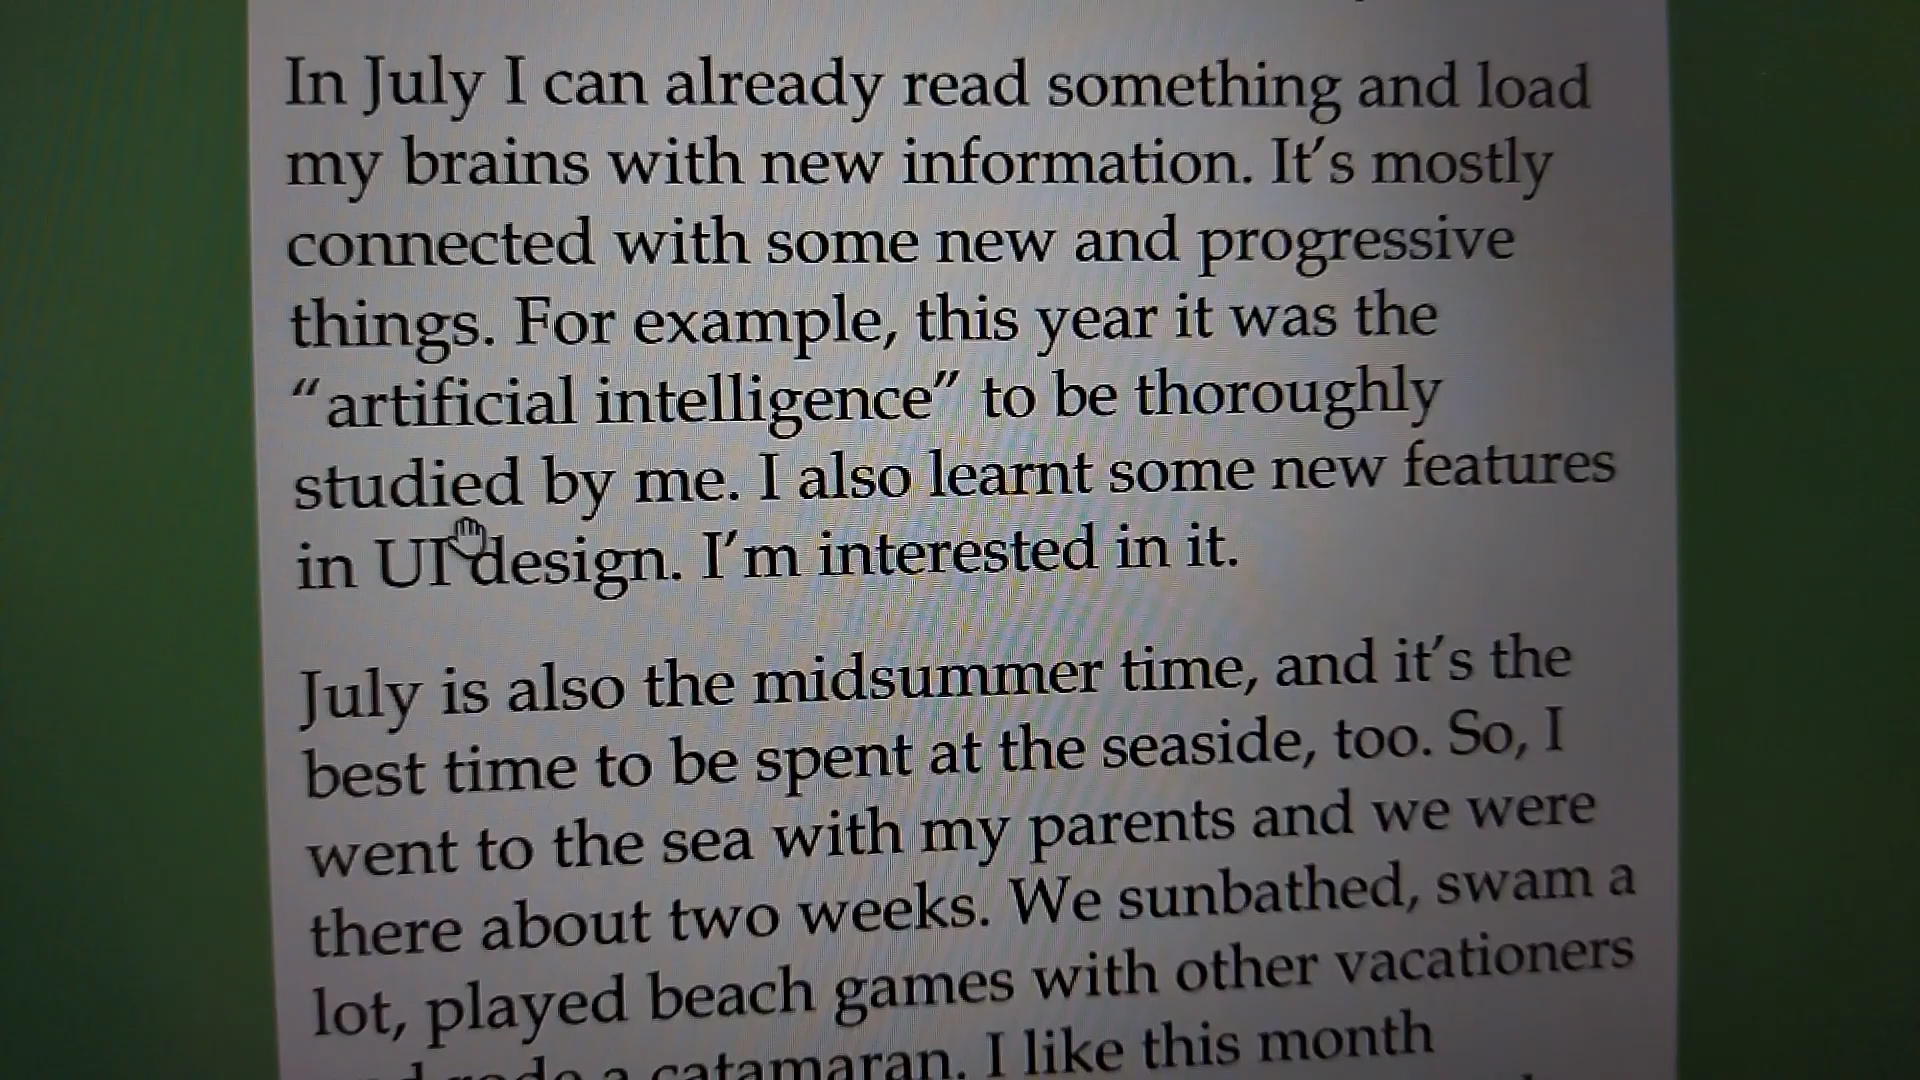 In July I can already read something and load
my brains with new information. It's mostly
connected with some new and progressive
things. For example, this year it was the
"artificial intelligence" to be thoroughly
studied by me. I also learnt some new features
in UI design. I'm interested in it.
July is also the midsummer time, and it's the
best time to be spent at the seaside, too. So, I
went to the sea with my parents and we were
there about two weeks. We sunbathed, swam a
lot, played beach games with other vacationers
rode a catamaran. I like this month